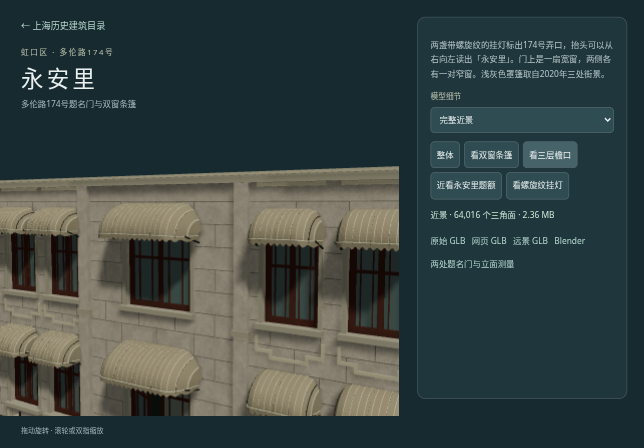 ← 上海历史建筑目录
虹口区 · 多伦路174号
永安里
多伦路174号题名门与双窗条篷
两盏带螺旋纹的挂灯标出174号弄口，抬头可以从
右向左读出「永安里」。门上是一扇宽窗，两侧各
有一对窄窗。浅灰色罩篷取自2020年三处街景。
模型细节
完整近景
整体
看双窗条篷
看三层檐口
近看永安里题额
看螺旋纹挂灯
近景 · 64,016 个三角面 · 2.36 MB
原始 GLB 网页 GLB 远景 GLB Blender
两处题名门与立面测量
拖动旋转 · 滚轮或双指缩放